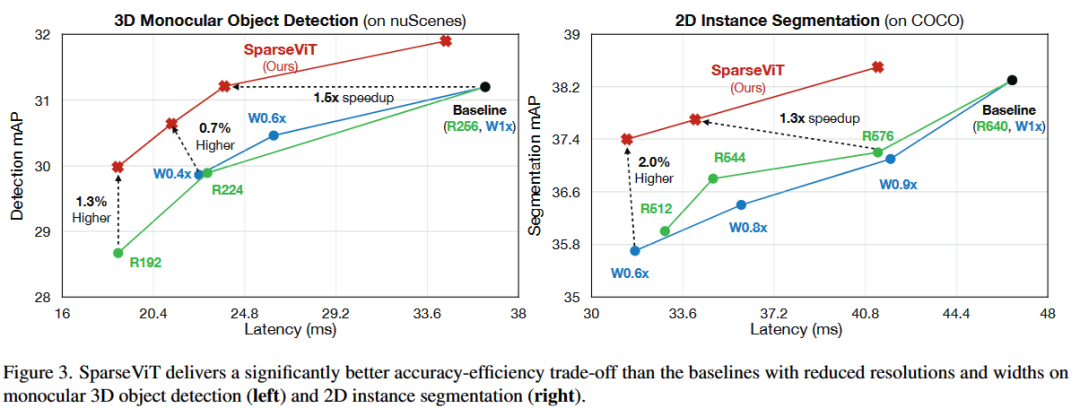 3D Monocular Object Detection (on nuScenes)
32
31
30
29
28
Detection mAP
16 20.4 24.8 29.2 33.6 38
Latency (ms)
SparseViT
(Ours)
1.5x speedup
Baseline
(R256, W1x)
W0.6x
0.7%
Higher
W0.4x
R224
1.3%
Higher
R192
2D Instance Segmentation (on COCO)
39
38.2
37.4
36.6
35.8
35
Segmentation mAP
30 33.6 37.2 40.8 44.4 48
Latency (ms)
SparseViT
(Ours)
1.3x speedup
Baseline
(R640, W1x)
R576
R544
W0.9x
2.0%
Higher
R512
W0.8x
W0.6x
Figure 3. SparseViT delivers a significantly better accuracy-efficiency trade-off than the baselines with reduced resolutions and widths on
monocular 3D object detection (left) and 2D instance segmentation (right).